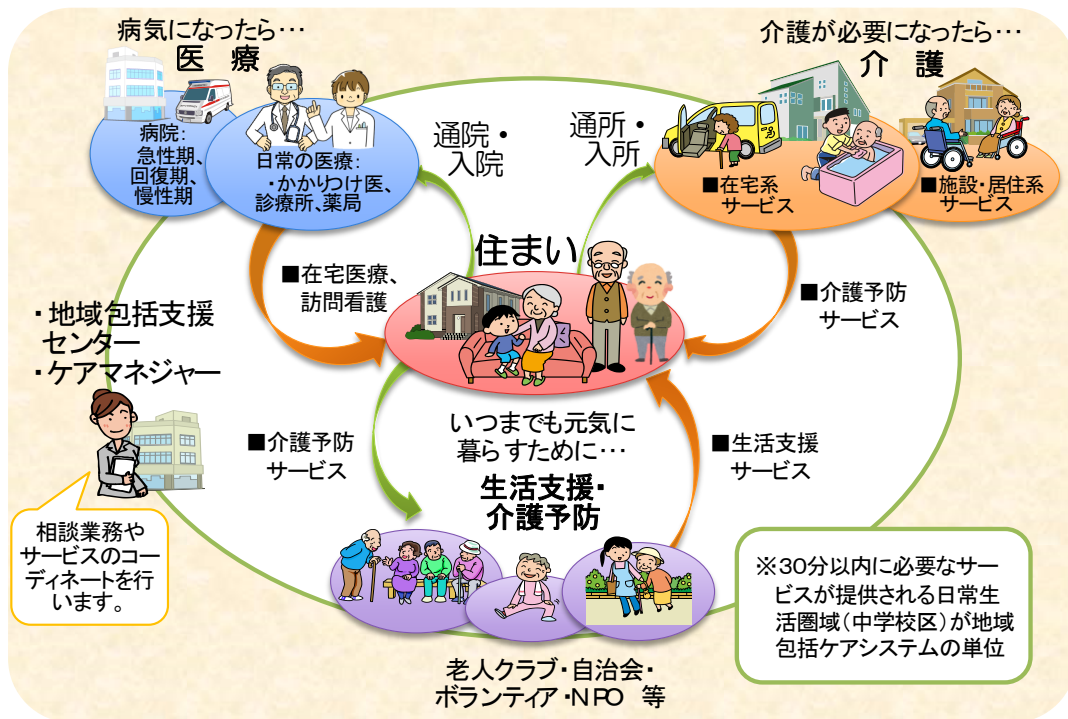 病気になったら…
医　療
病院：
急性期、
回復期、
慢性期
日常の医療：
・かかりつけ医、
診療所、薬局
通院・
入院
通所・
入所
介護が必要になったら…
介　護
■在宅系
サービス
■施設・居住系
サービス
住まい
■在宅医療、
訪問看護
■介護予防
サービス
・地域包括支援
センター
・ケアマネジャー
相談業務や
サービスのコー
ディネートを行
います。
■介護予防
サービス
いつまでも元気に
暮らすために…
生活支援・
介護予防
■生活支援
サービス
老人クラブ・自治会・
ボランティア・NPO　等
※30分以内に必要なサー
ビスが提供される日常生
活圏域（中学校区）が地域
包括ケアシステムの単位